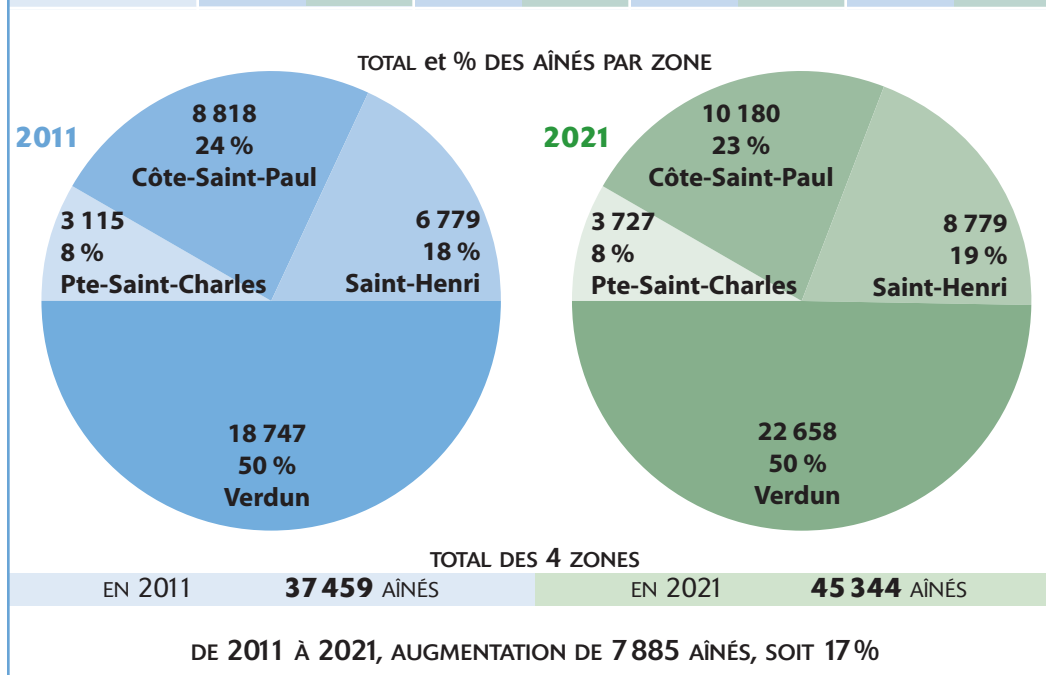 TOTAL et % DES AÎNÉS PAR ZONE
2011
8 818
24 %
Côte-Saint-Paul
3 115
8 %
Pte-Saint-Charles
6 779
18 %
Saint-Henri
18 747
50 %
Verdun
2021
10 180
23 %
Côte-Saint-Paul
3 727
8 %
Pte-Saint-Charles
8 779
19 %
Saint-Henri
22 658
50 %
Verdun
TOTAL DES 4 ZONES
EN 2011 37 459 AÎNÉS EN 2021 45 344 AÎNÉS
DE 2011 À 2021, AUGMENTATION DE 7 885 AÎNÉS, SOIT 17 %